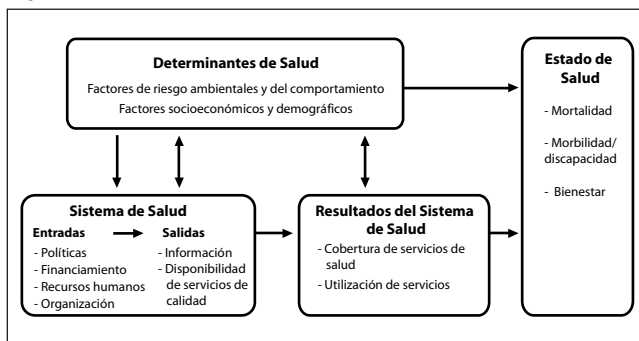 Determinantes de Salud
Factores de riesgo ambientales y del comportamiento
Factores socioeconómicos y demográficos
Estado de
Salud
- Mortalidad
- Morbilidad/
discapacidad
- Bienestar
Sistema de Salud
Entradas
- Políticas
- Financiamiento
- Recursos humanos
- Organización
Salidas
- Información
- Disponibilidad
de servicios de
calidad
Resultados del Sistema
de Salud
- Cobertura de servicios de
salud
- Utilización de servicios